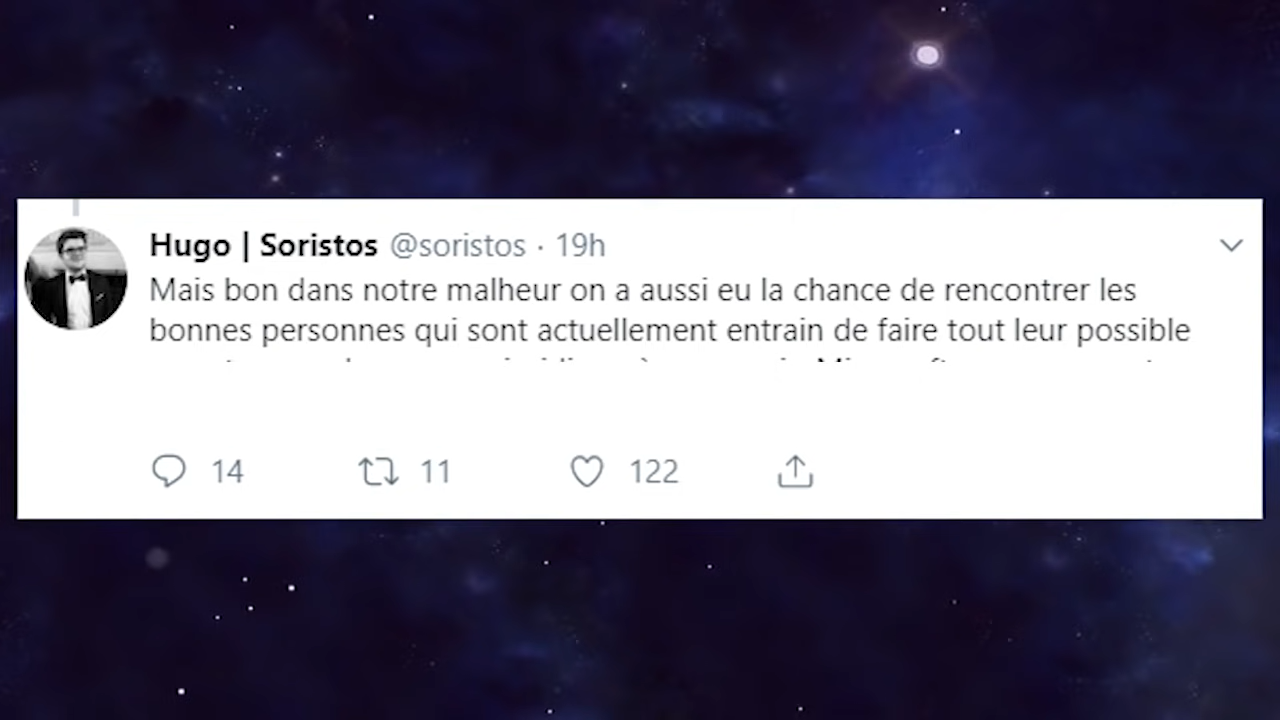 Hugo | Soristos @soristos · 19h
Mais bon dans notre malheur on a aussi eu la chance de rencontrer les
bonnes personnes qui sont actuellement entrain de faire tout leur possible
14 11 122